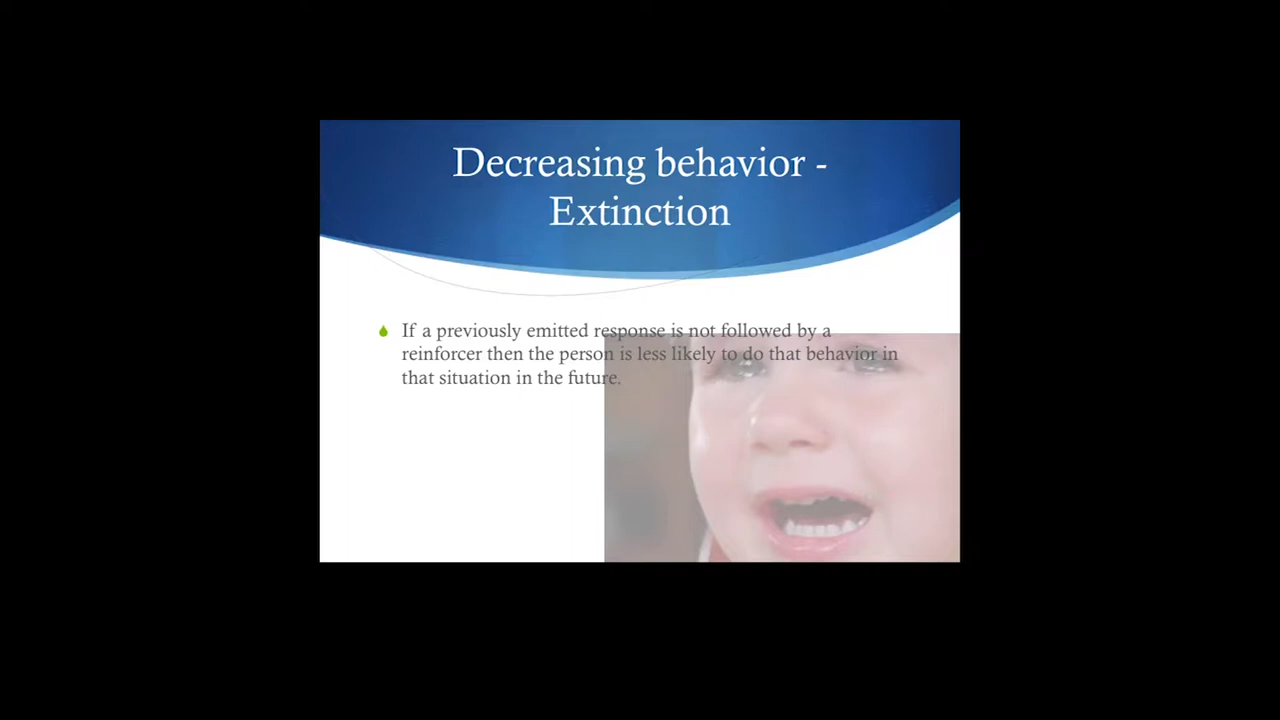 Decreasing behavior -
Extinction
If a previously emitted response is not followed by a
reinforcer then the person is less likely to do that behavior in
that situation in the future.